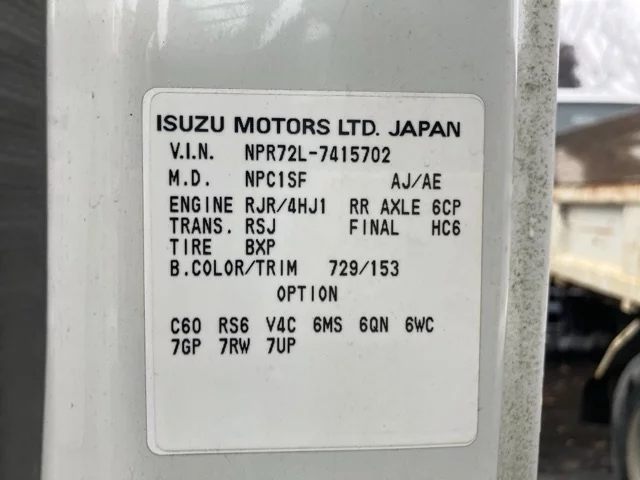 ISUZU MOTORS LTD. JAPAN
V.I.N. NPR72L-7415702
M.D. NPC1SF AJ/AE
ENGINE RJR/4HJ1 RR AXLE 6CP
TRANS. RSJ FINAL HC6
TIRE BXP
B.COLOR/TRIM 729/153
OPTION
C60 RS6 V4C 6MS 6QN 6WC
7GP 7RW 7UP